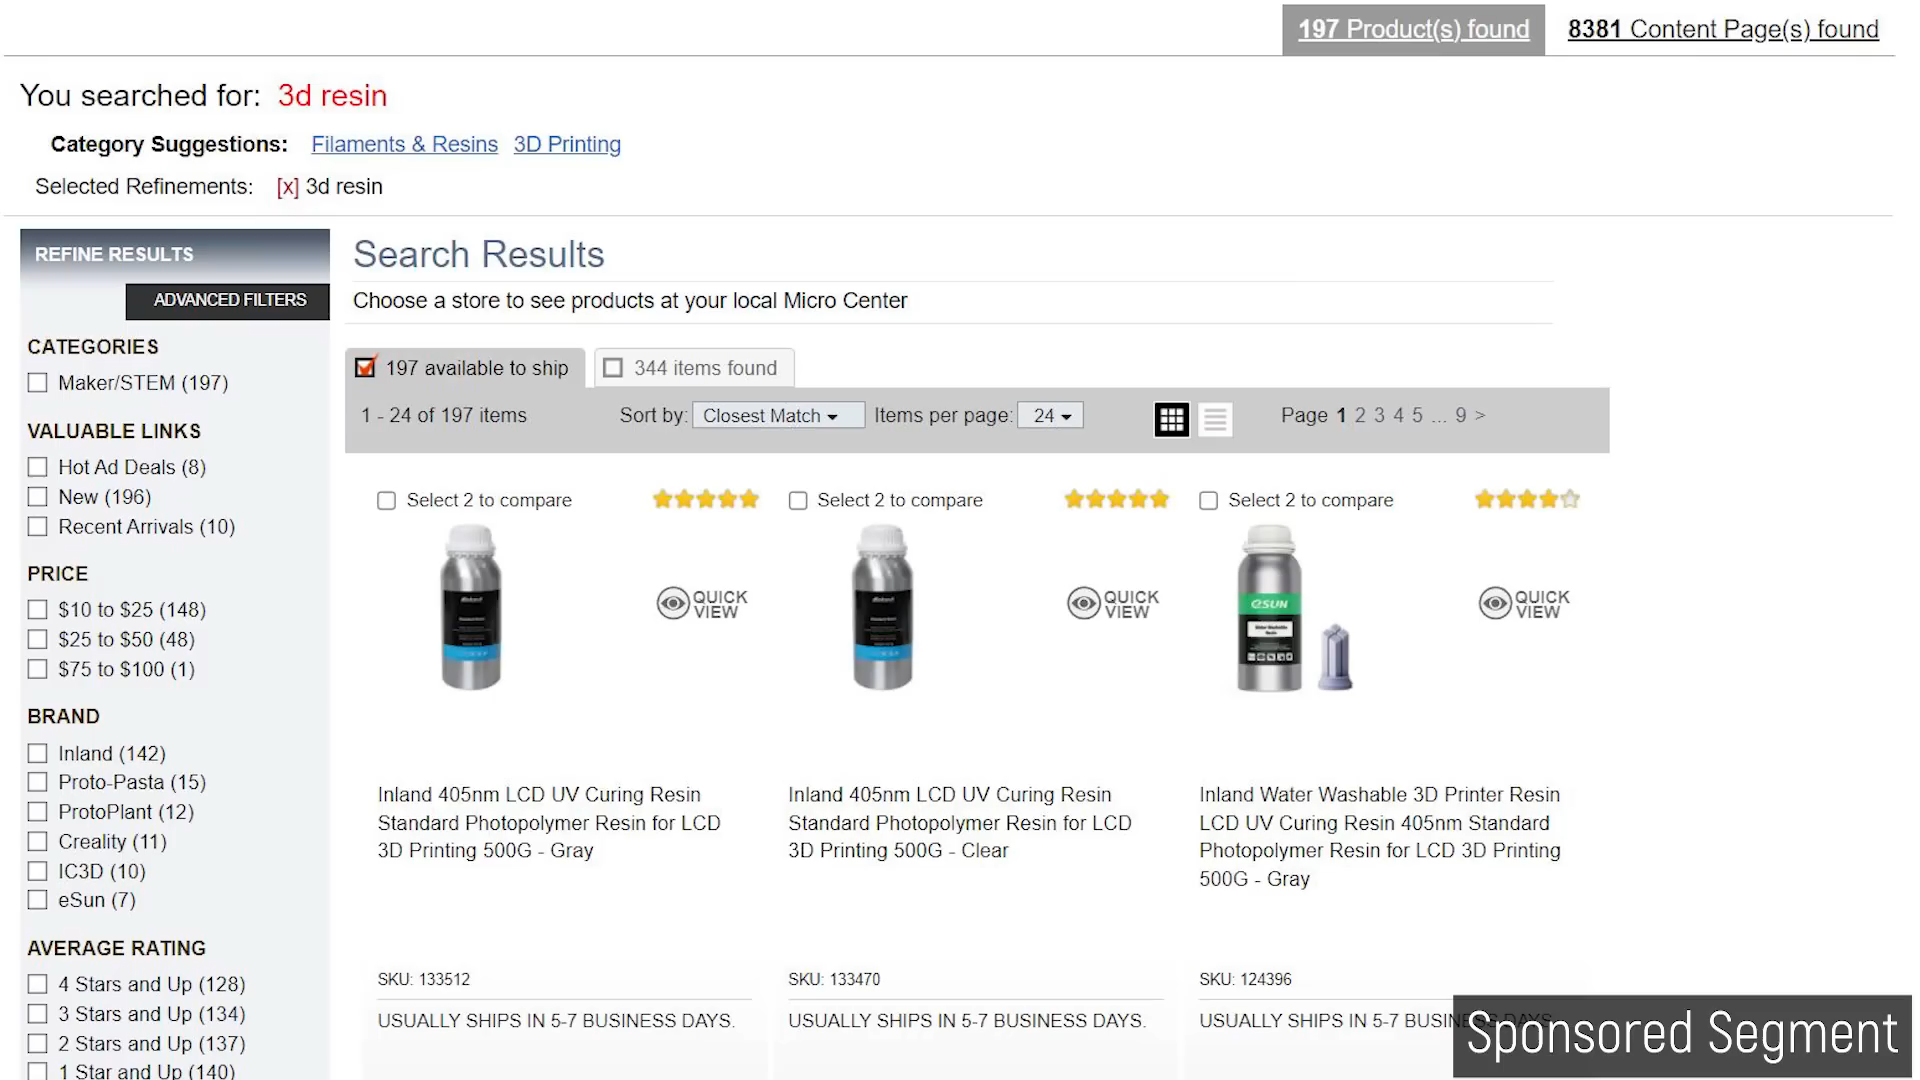 197 Product(s) found
8381 Content Page(s) found
You searched for: 3d resin
Category Suggestions: Filaments & Resins 3D Printing
Selected Refinements: [x] 3d resin
REFINE RESULTS
ADVANCED FILTERS
CATEGORIES
Maker/STEM (197)
VALUABLE LINKS
Hot Ad Deals (8)
New (196)
Recent Arrivals (10)
PRICE
$10 to $25 (148)
$25 to $50 (48)
$75 to $100 (1)
BRAND
Inland (142)
Proto-Pasta (15)
ProtoPlant (12)
Creality (11)
IC3D (10)
eSun (7)
AVERAGE RATING
4 Stars and Up (128)
3 Stars and Up (134)
2 Stars and Up (137)
1 Star and Up (140)
Search Results
Choose a store to see products at your local Micro Center
197 available to ship
344 items found
1 - 24 of 197 items
Sort by: Closest Match
Items per page: 24
Page 1 2 3 4 5 ... 9 >
Select 2 to compare
QUICK
VIEW
Inland 405nm LCD UV Curing Resin
Standard Photopolymer Resin for LCD
3D Printing 500G - Gray
SKU: 133512
USUALLY SHIPS IN 5-7 BUSINESS DAYS.
Select 2 to compare
QUICK
VIEW
Inland 405nm LCD UV Curing Resin
Standard Photopolymer Resin for LCD
3D Printing 500G - Clear
SKU: 133470
USUALLY SHIPS IN 5-7 BUSINESS DAYS.
Select 2 to compare
eSUN
Water Washable
Resin
QUICK
VIEW
Inland Water Washable 3D Printer Resin
LCD UV Curing Resin 405nm Standard
Photopolymer Resin for LCD 3D Printing
500G - Gray
SKU: 124396
USUALLY SHIPS IN 5-7 BUSINESS DAYS.
Sponsored Segment